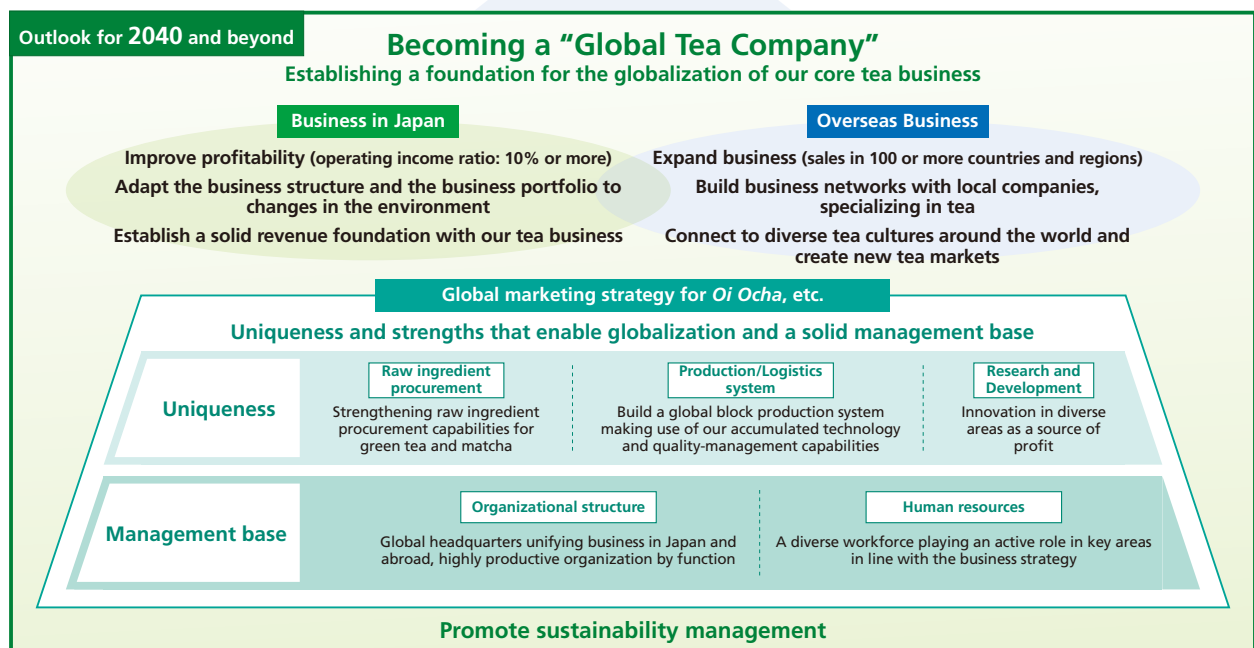 Outlook for 2040 and beyond
Becoming a “Global Tea Company”
Establishing a foundation for the globalization of our core tea business
Business in Japan
Improve profitability (operating income ratio: 10% or more)
Adapt the business structure and the business portfolio to
changes in the environment
Establish a solid revenue foundation with our tea business
Overseas Business
Expand business (sales in 100 or more countries and regions)
Build business networks with local companies,
specializing in tea
Connect to diverse tea cultures around the world and
create new tea markets
Global marketing strategy for Oi Ocha, etc.
Uniqueness and strengths that enable globalization and a solid management base
Uniqueness
Raw ingredient
procurement
Strengthening raw ingredient
procurement capabilities for
green tea and matcha
Production/Logistics
system
Build a global block production system
making use of our accumulated technology
and quality-management capabilities
Research and
Development
Innovation in diverse
areas as a source of
profit
Management base
Organizational structure
Global headquarters unifying business in Japan and
abroad, highly productive organization by function
Human resources
A diverse workforce playing an active role in key areas
in line with the business strategy
Promote sustainability management